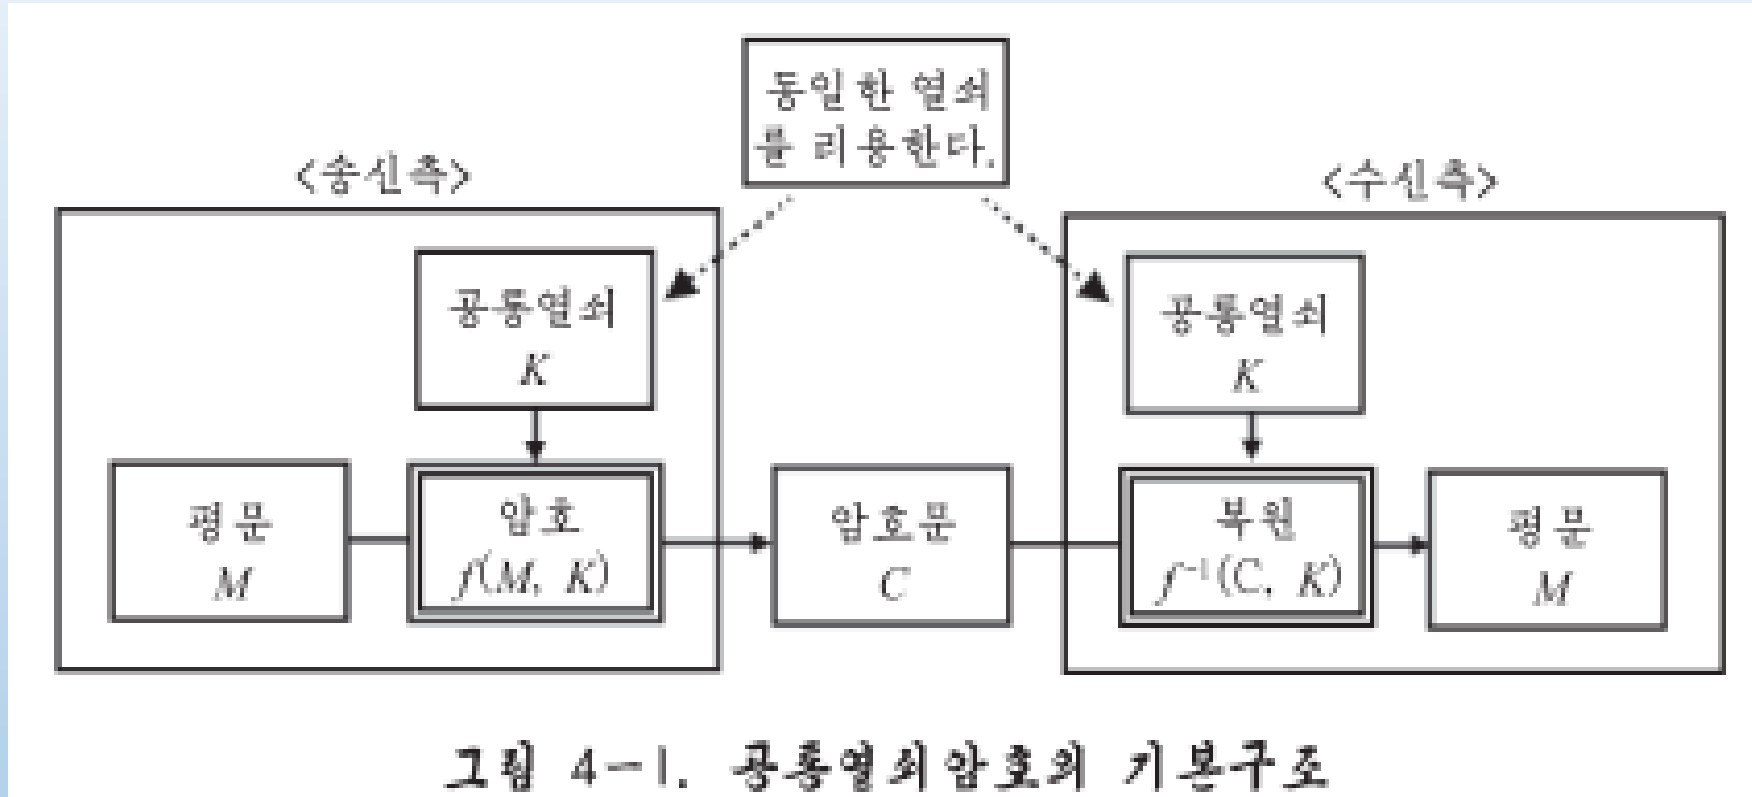 동일한 열쇠
를 리용한다.
<송신측>
<수신측>
공통열쇠
K
공통열쇠
K
평문
M
암호
f(M, K)
암호문
C
복원
f⁻¹(C, K)
평문
M
그림 4-1. 공통열쇠암호의 기본구조